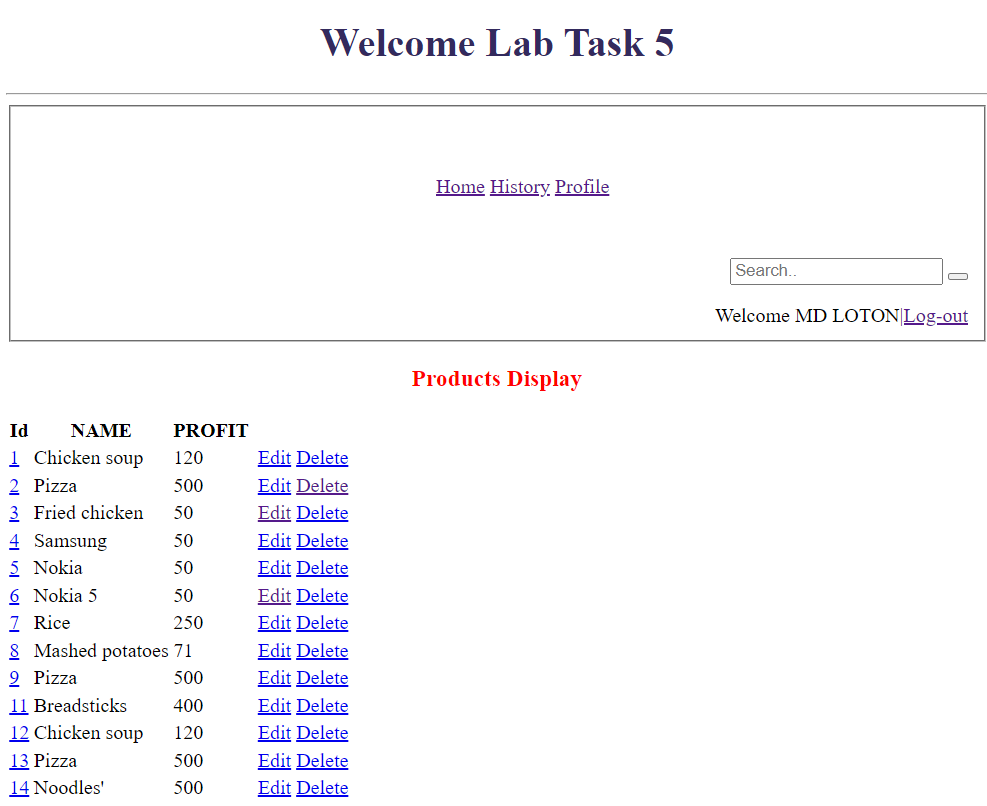 Welcome Lab Task 5
Home History Profile
Search..
Welcome MD LOTON|Log-out
Products Display
Id NAME PROFIT
1 Chicken soup 120 Edit Delete
2 Pizza 500 Edit Delete
3 Fried chicken 50 Edit Delete
4 Samsung 50 Edit Delete
5 Nokia 50 Edit Delete
6 Nokia 5 50 Edit Delete
7 Rice 250 Edit Delete
8 Mashed potatoes 71 Edit Delete
9 Pizza 500 Edit Delete
11 Breadsticks 400 Edit Delete
12 Chicken soup 120 Edit Delete
13 Pizza 500 Edit Delete
14 Noodles' 500 Edit Delete